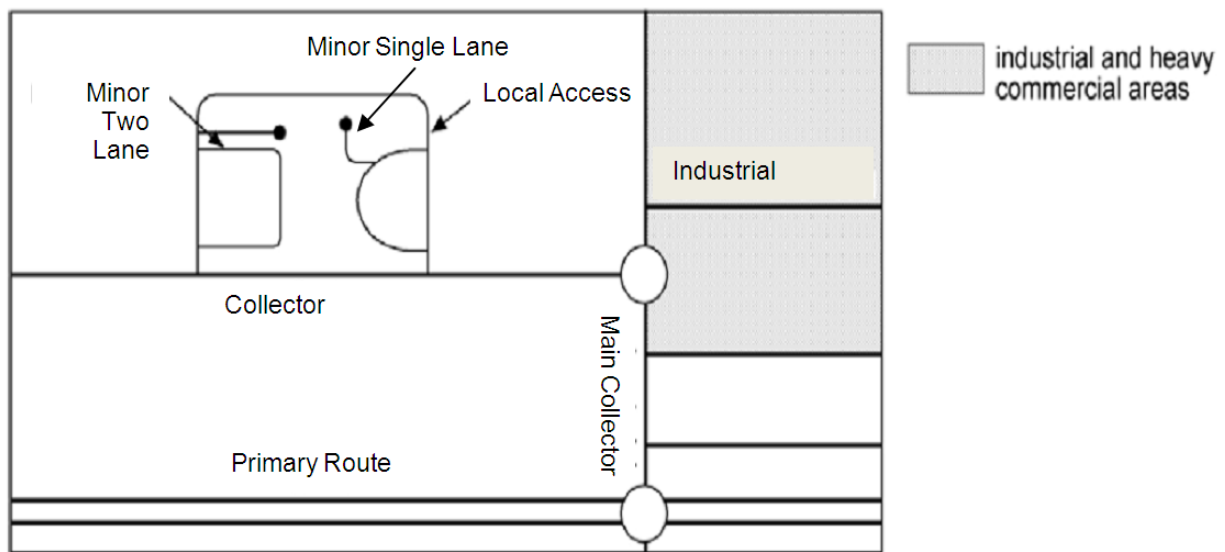 Minor Single Lane
Minor
Two
Lane
Local Access
industrial and heavy
commercial areas
Industrial
Collector
Main Collector
Primary Route